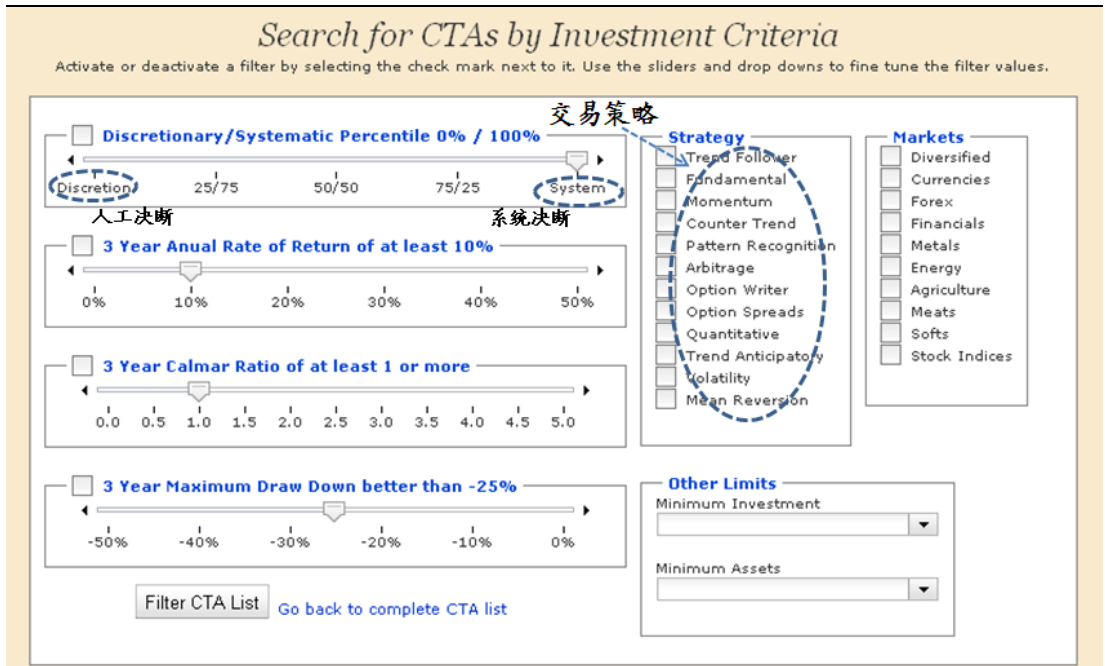 Search for CTAs by Investment Criteria
Activate or deactivate a filter by selecting the check mark next to it. Use the sliders and drop downs to fine tune the filter values.
Discretionary/Systematic Percentile 0% / 100%
Discretion 25/75 50/50 75/25 System
人工决断 系统决断
3 Year Anual Rate of Return of at least 10%
0% 10% 20% 30% 40% 50%
3 Year Calmar Ratio of at least 1 or more
0.0 0.5 1.0 1.5 2.0 2.5 3.0 3.5 4.0 4.5 5.0
3 Year Maximum Draw Down better than -25%
-50% -40% -30% -20% -10% 0%
Filter CTA List Go back to complete CTA list
交易策略
Strategy
Trend Follower
Fundamental
Momentum
Counter Trend
Pattern Recognition
Arbitrage
Option Writer
Option Spreads
Quantitative
Trend Anticipatory
Volatility
Mean Reversion
Markets
Diversified
Currencies
Forex
Financials
Metals
Energy
Agriculture
Meats
Softs
Stock Indices
Other Limits
Minimum Investment
Minimum Assets